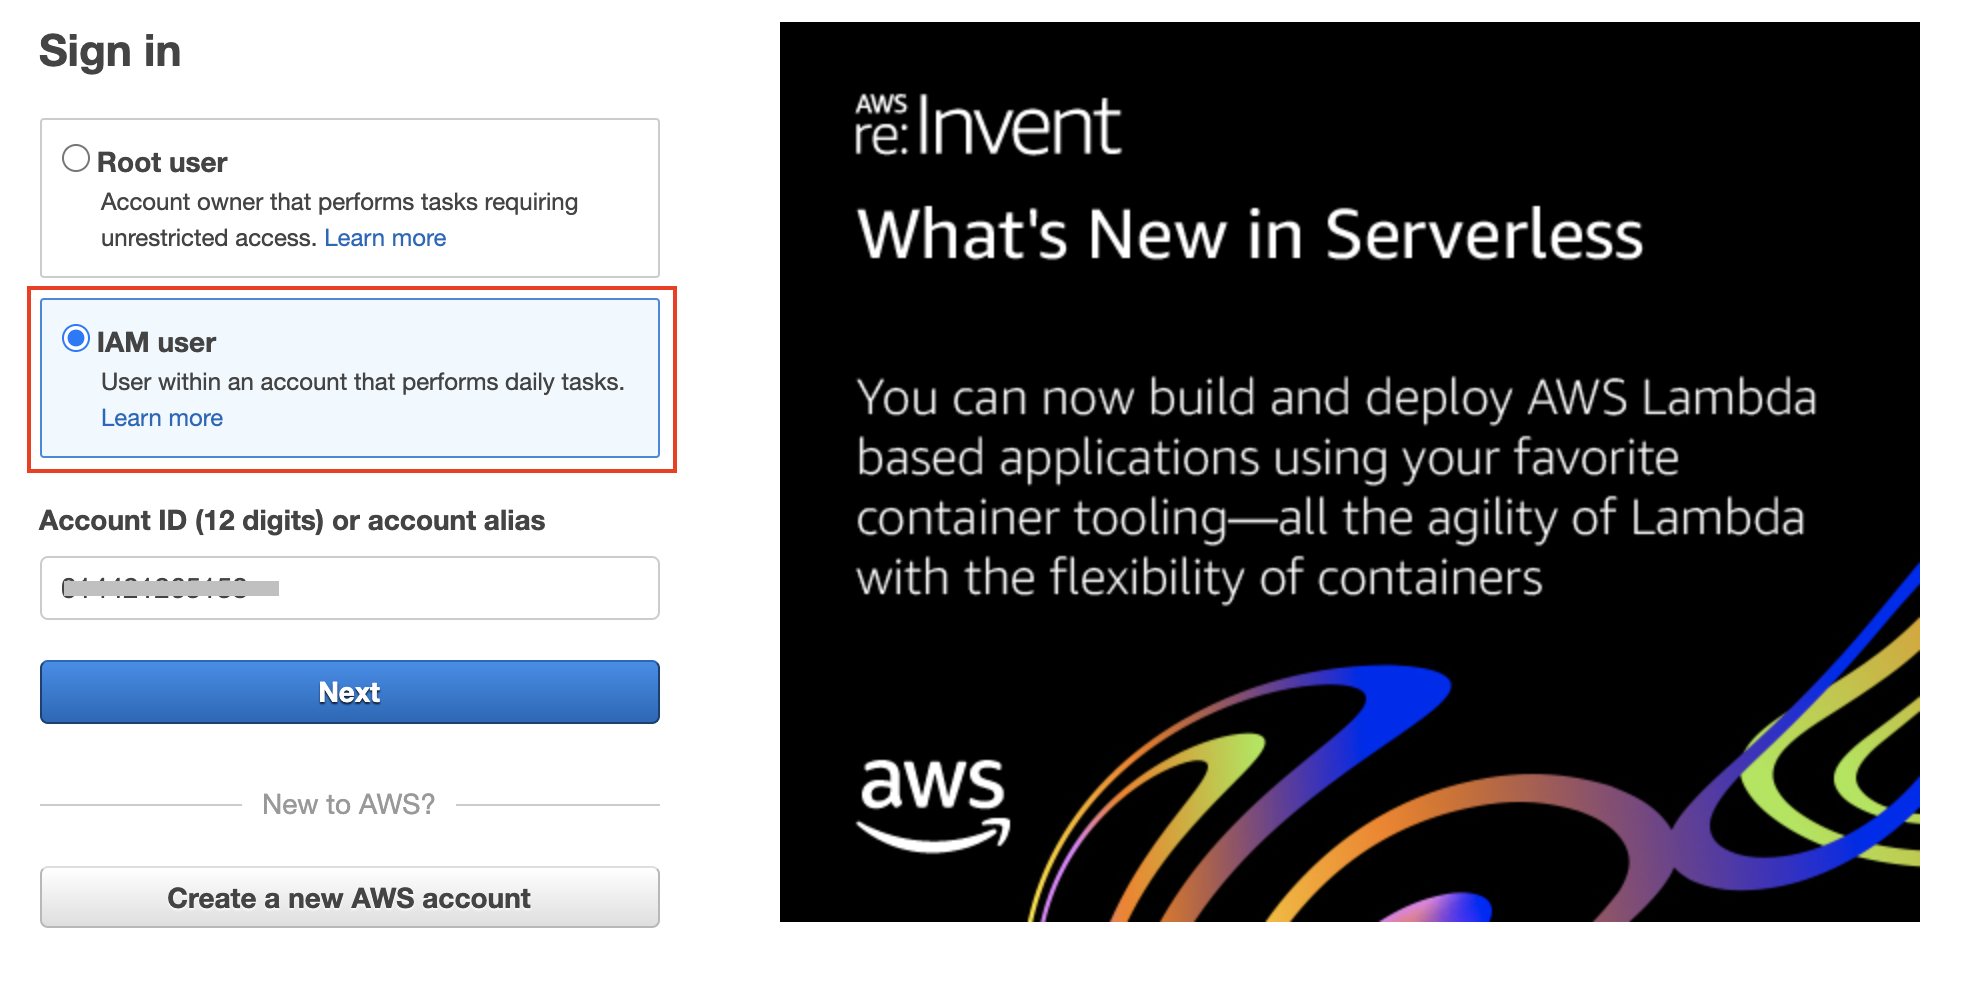 Sign in
Root user
Account owner that performs tasks requiring
unrestricted access. Learn more
IAM user
User within an account that performs daily tasks.
Learn more
Account ID (12 digits) or account alias
Next
New to AWS?
Create a new AWS account
AWS
re:Invent
What's New in Serverless
You can now build and deploy AWS Lambda
based applications using your favorite
container tooling—all the agility of Lambda
with the flexibility of containers
aws